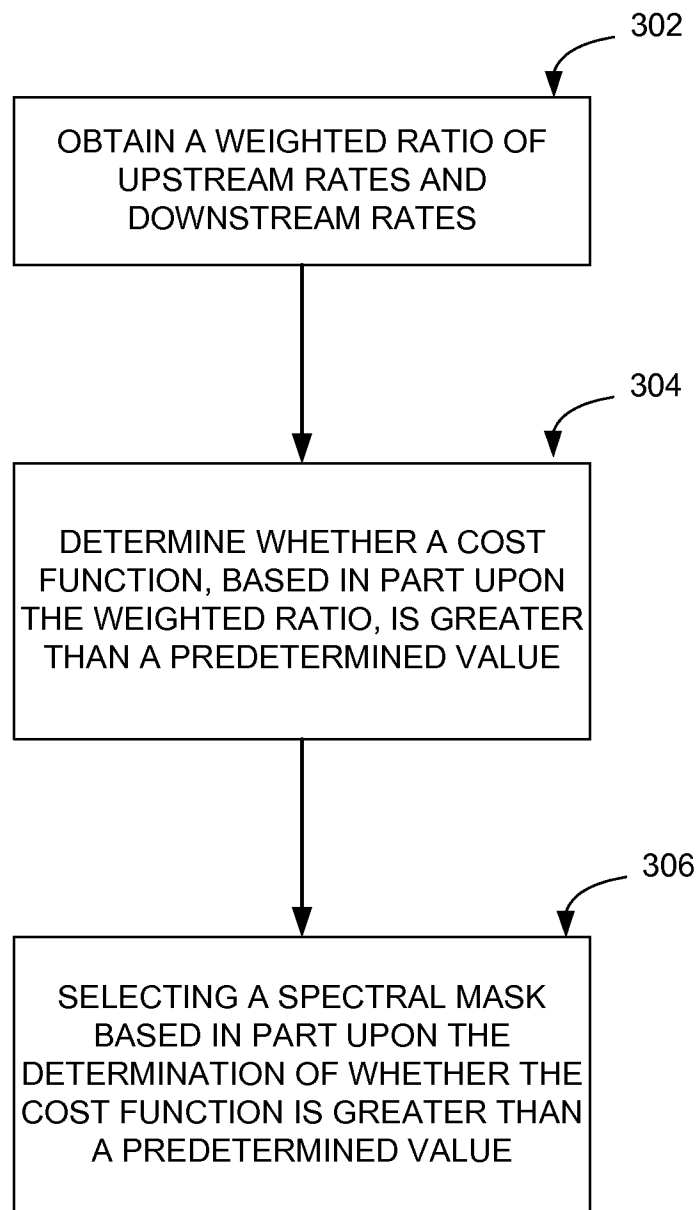 302
OBTAIN A WEIGHTED RATIO OF
UPSTREAM RATES AND
DOWNSTREAM RATES
304
DETERMINE WHETHER A COST
FUNCTION, BASED IN PART UPON
THE WEIGHTED RATIO, IS GREATER
THAN A PREDETERMINED VALUE
306
SELECTING A SPECTRAL MASK
BASED IN PART UPON THE
DETERMINATION OF WHETHER THE
COST FUNCTION IS GREATER THAN
A PREDETERMINED VALUE